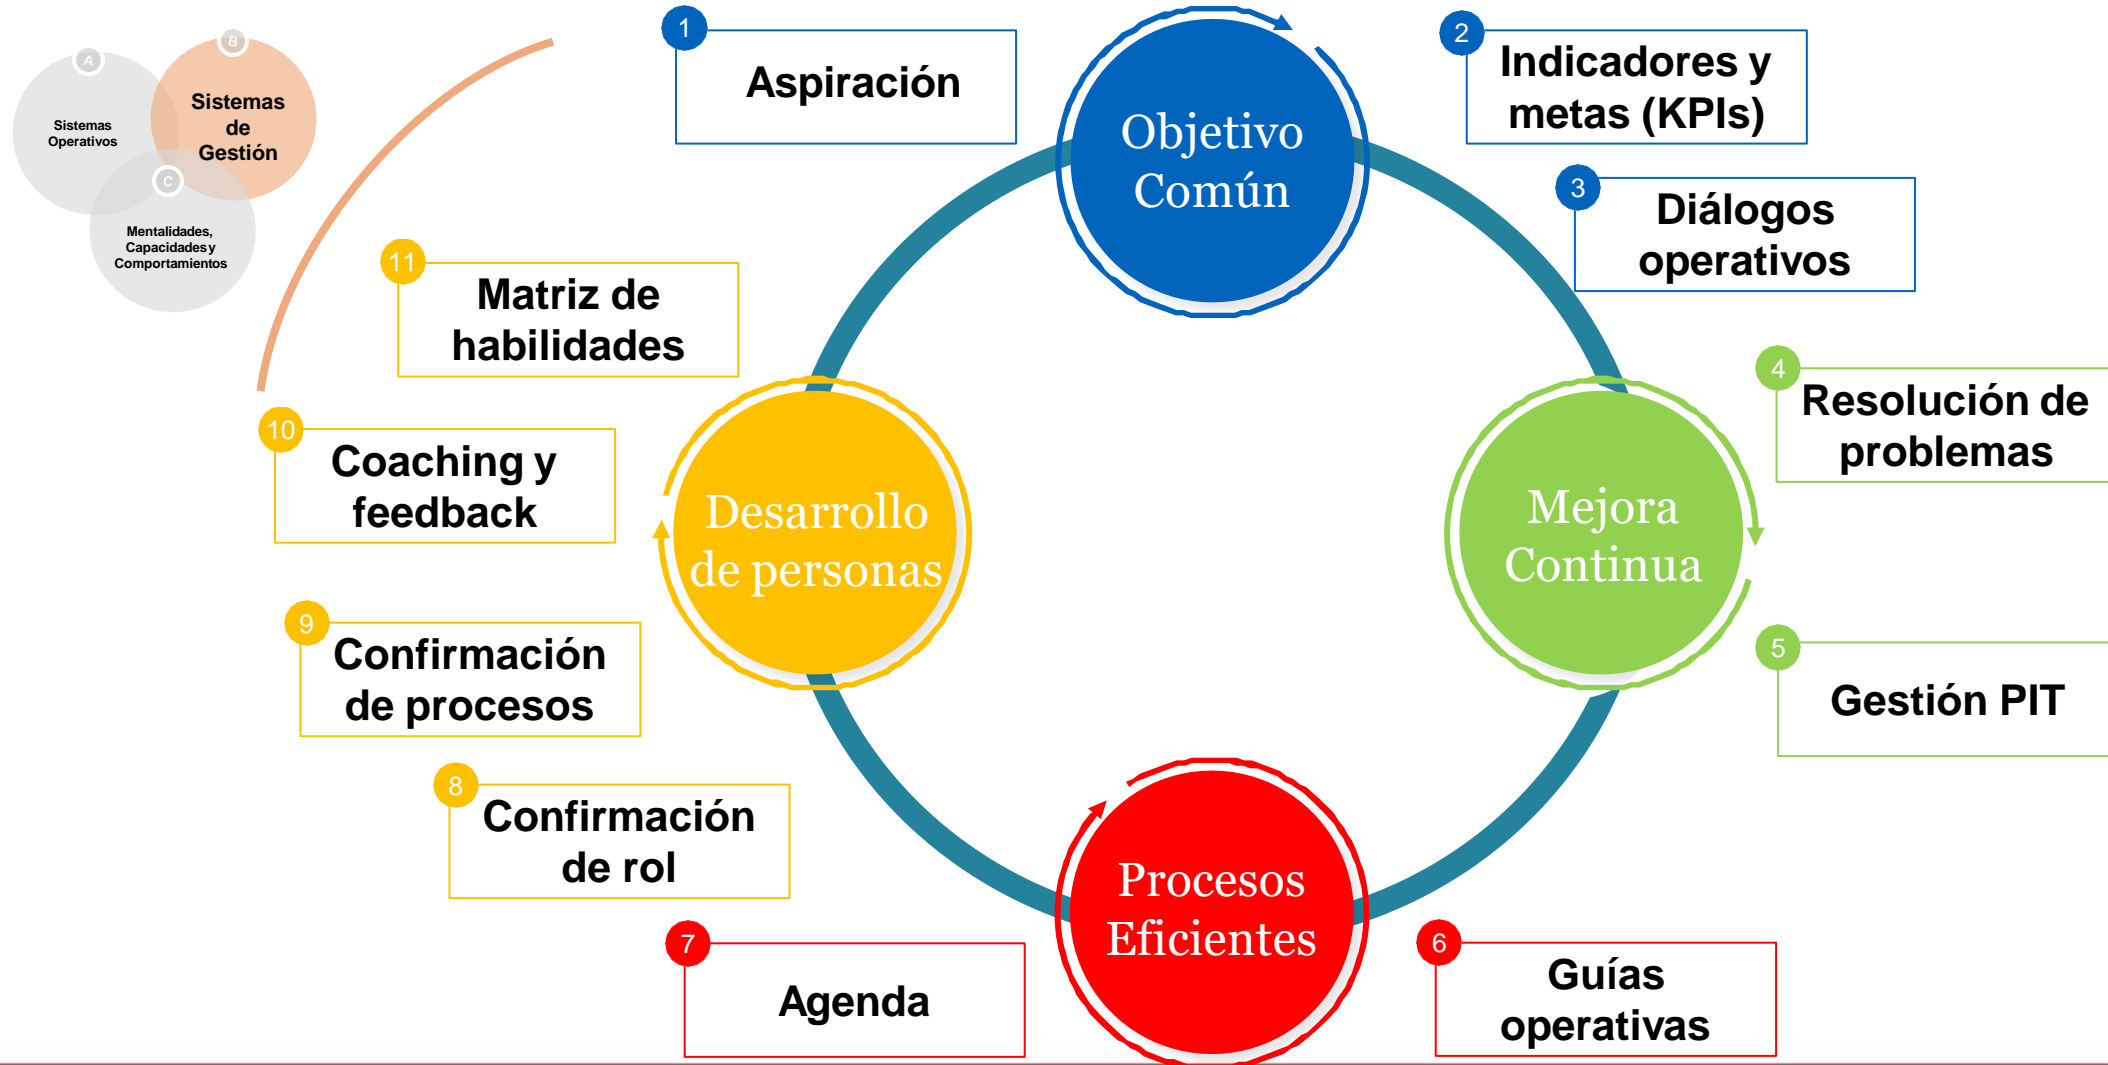 A
Sistemas
Operativos
B
Sistemas
de
Gestión
C
Mentalidades,
Capacidades y
Comportamientos
1
Aspiración
Objetivo
Común
2
Indicadores y
metas (KPIs)
3
Diálogos
operativos
4
Resolución de
problemas
Mejora
Continua
5
Gestión PIT
6
Guías
operativas
Procesos
Eficientes
7
Agenda
8
Confirmación
de rol
9
Confirmación
de procesos
Desarrollo
de personas
10
Coaching y
feedback
11
Matriz de
habilidades